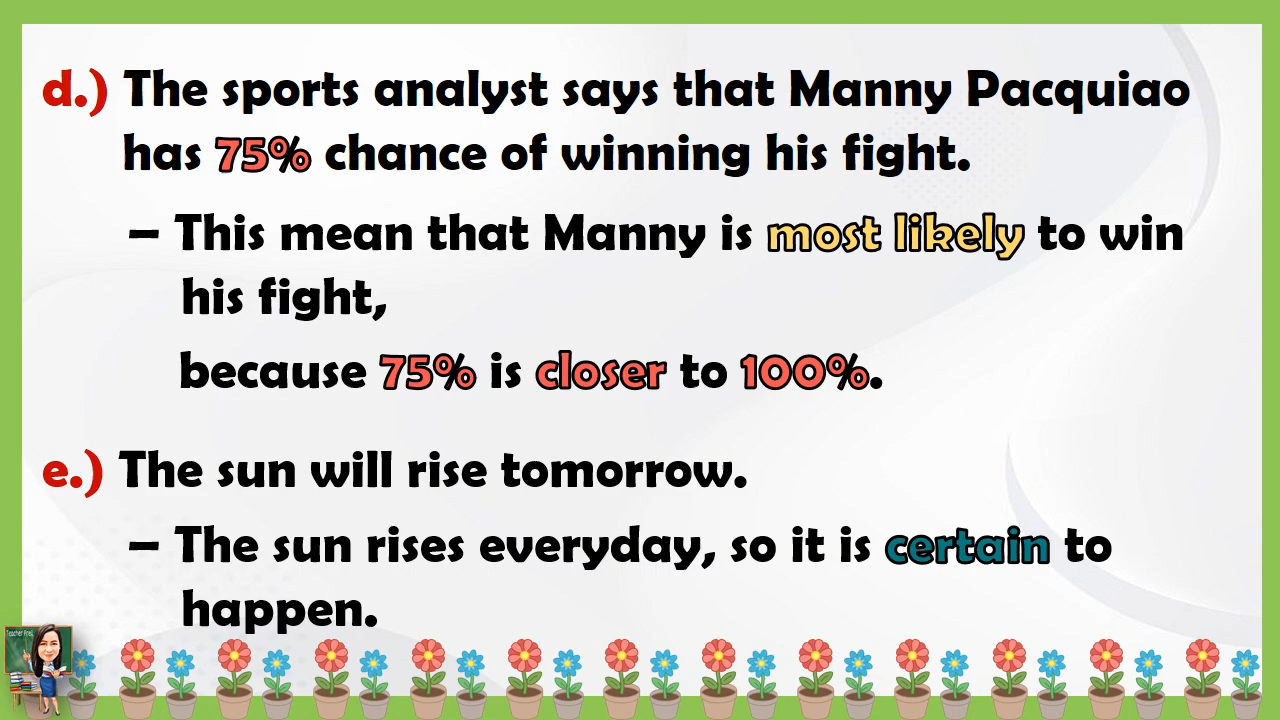 d.) The sports analyst says that Manny Pacquiao
has 75% chance of winning his fight.
– This mean that Manny is most likely to win
his fight,
because 75% is closer to 100%.
e.) The sun will rise tomorrow.
– The sun rises everyday, so it is certain to
happen.